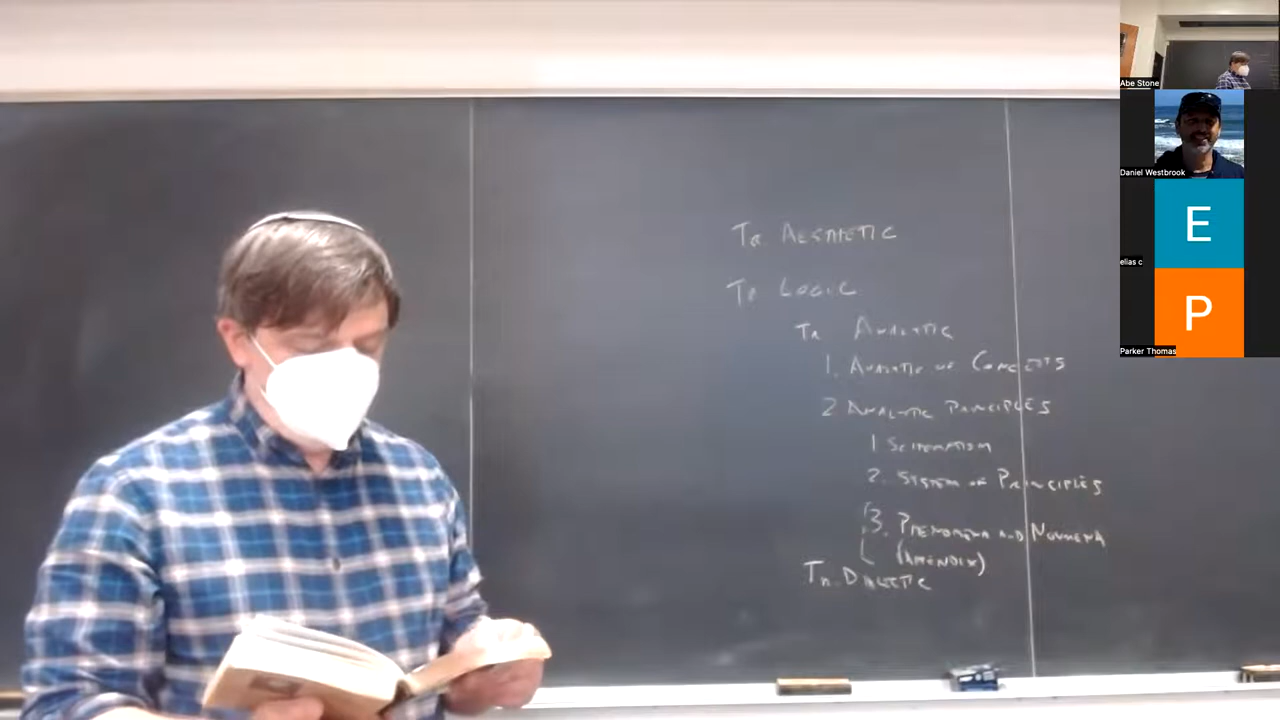 Tr AESTHETIC
Tr LOGIC
Tr ANALYTIC
1. ANALYTIC OF CONCEPTS
2 ANALYTIC PRINCIPLES
1 SCHEMATISM
2. SYSTEM OF PRINCIPLES
3. PHENOMENA AND NOUMENA
(APPENDIX)
Tr. DIALECTIC
Abe Stone
Daniel Westbrook
E
elias c
P
Parker Thomas